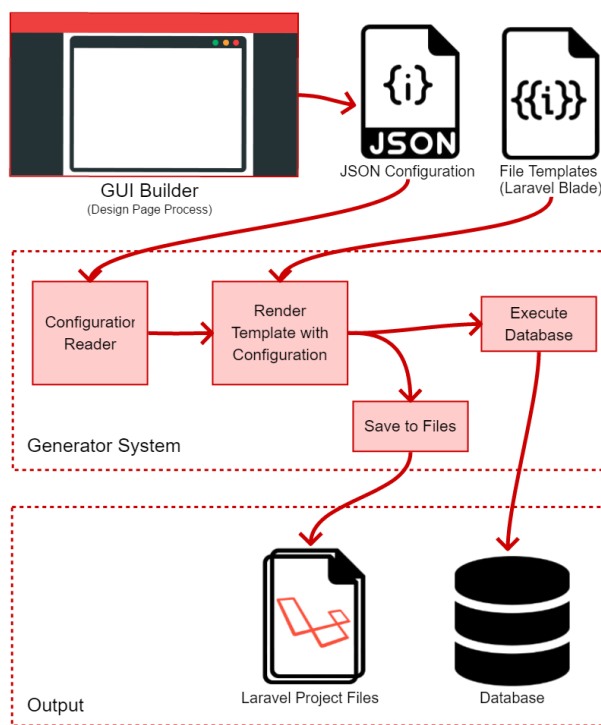 {i}
JSON
{{i}}
GUI Builder
(Design Page Process)
JSON Configuration
File Templates
(Laravel Blade)
Configuration
Reader
Render
Template with
Configuration
Execute
Database
Save to Files
Generator System
Laravel Project Files
Database
Output